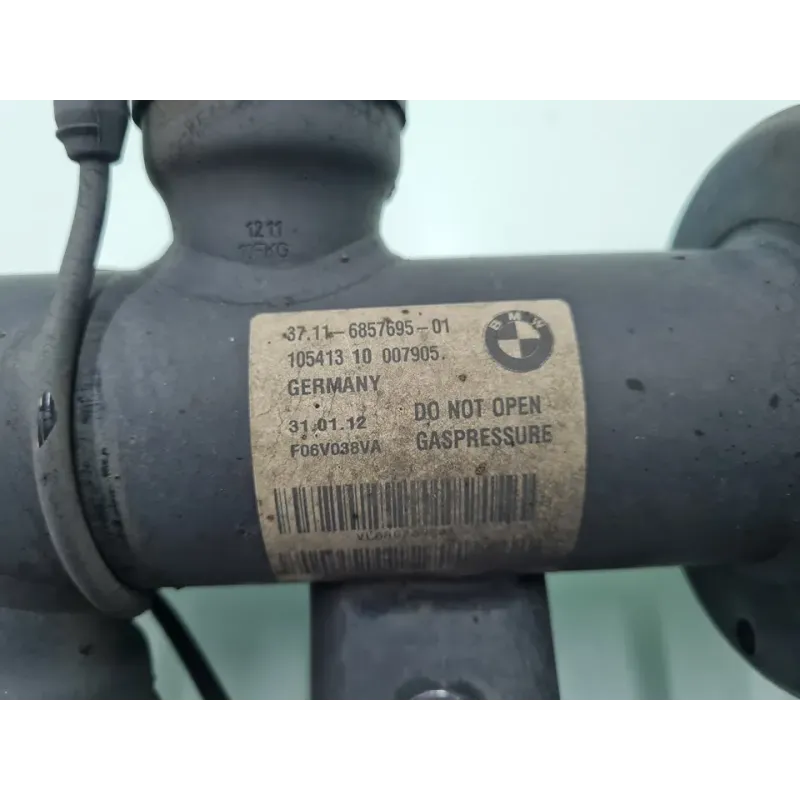 1211
37.11-6857695-01
BMW
105413 10 007905.
GERMANY
31.01.12
DO NOT OPEN
F06V038VA
GASPRESSURE